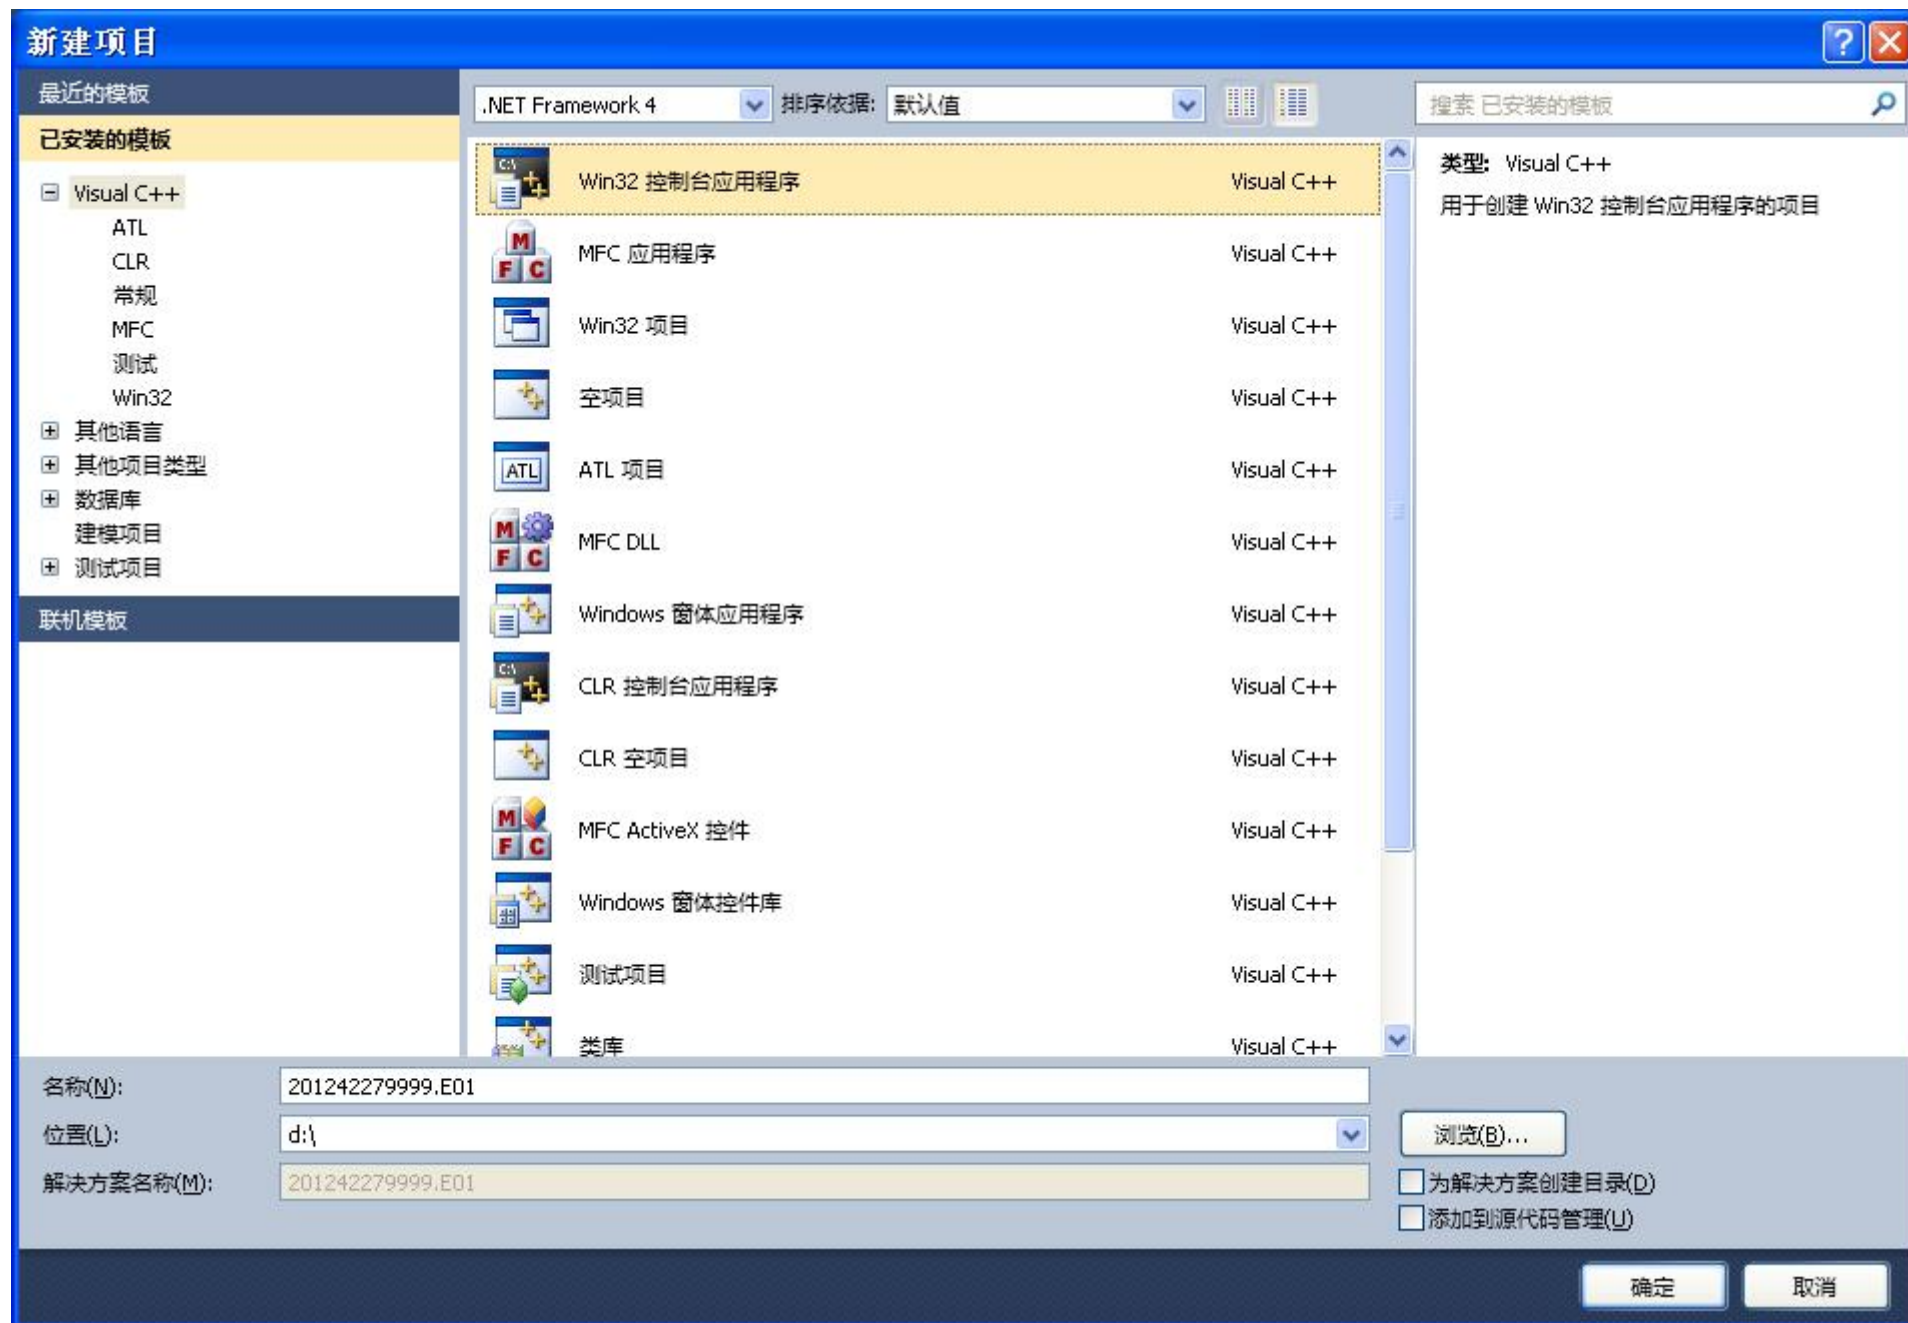 新建项目
最近的模板
已安装的模板
Visual C++
ATL
CLR
常规
MFC
测试
Win32
其他语言
其他项目类型
数据库
建模项目
测试项目
联机模板
.NET Framework 4 排序依据: 默认值
搜索 已安装的模板
Win32 控制台应用程序 Visual C++
MFC 应用程序 Visual C++
Win32 项目 Visual C++
空项目 Visual C++
ATL 项目 Visual C++
MFC DLL Visual C++
Windows 窗体应用程序 Visual C++
CLR 控制台应用程序 Visual C++
CLR 空项目 Visual C++
MFC ActiveX 控件 Visual C++
Windows 窗体控件库 Visual C++
测试项目 Visual C++
类库 Visual C++
类型: Visual C++
用于创建 Win32 控制台应用程序的项目
名称(N): 201242279999.E01
位置(L): d:\
浏览(B)...
解决方案名称(M): 201242279999.E01
为解决方案创建目录(D)
添加到源代码管理(U)
确定 取消